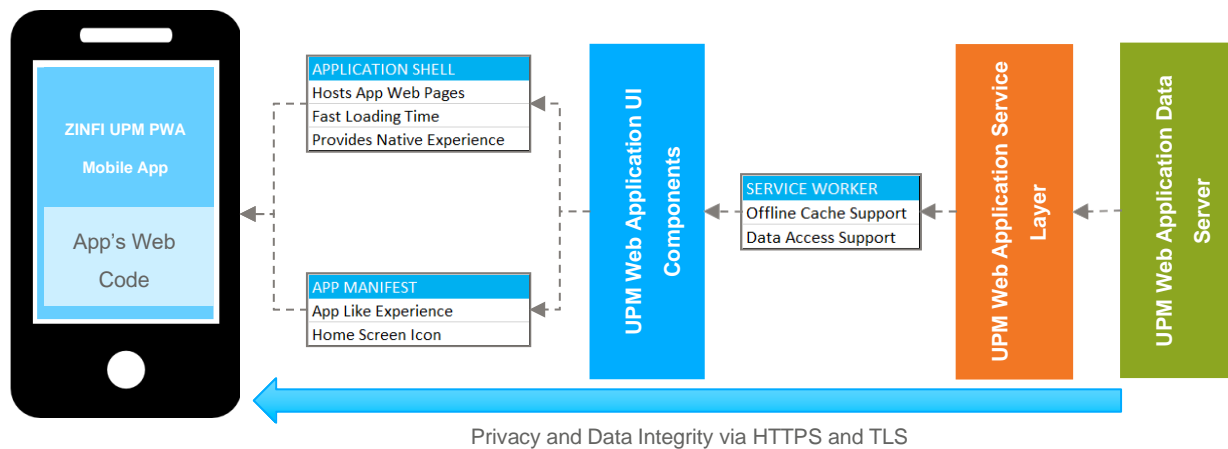 ZINFI UPM PWA
Mobile App
App's Web
Code
APPLICATION SHELL
Hosts App Web Pages
Fast Loading Time
Provides Native Experience
APP MANIFEST
App Like Experience
Home Screen Icon
UPM Web Application UI
Components
SERVICE WORKER
Offline Cache Support
Data Access Support
UPM Web Application Service
Layer
UPM Web Application Data
Server
Privacy and Data Integrity via HTTPS and TLS